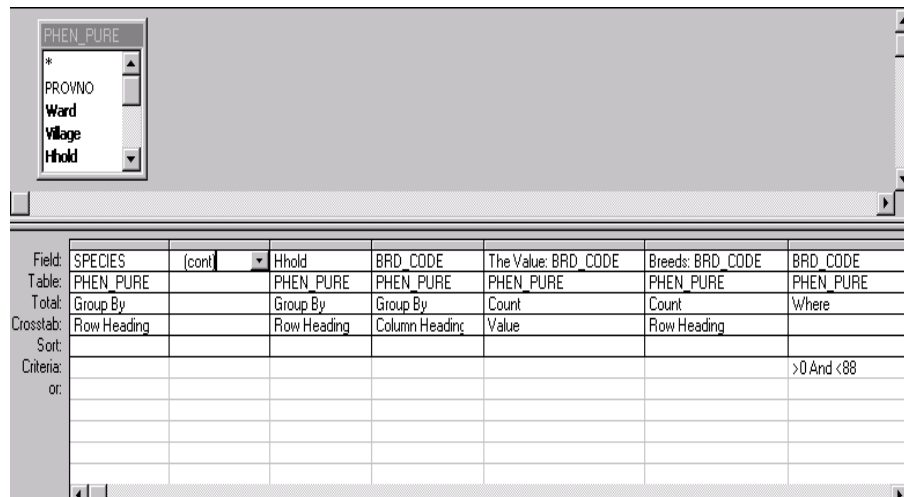 PHEN_PURE
*
PROVNO
Ward
Village
Hhold
Field: SPECIES (cont) Hhold BRD_CODE The Value: BRD_CODE Breeds: BRD_CODE BRD_CODE
Table: PHEN_PURE PHEN_PURE PHEN_PURE PHEN_PURE PHEN_PURE PHEN_PURE
Total: Group By Group By Group By Count Count Where
Crosstab: Row Heading Row Heading Column Heading Value Row Heading
Sort:
Criteria: >0 And <88
or: